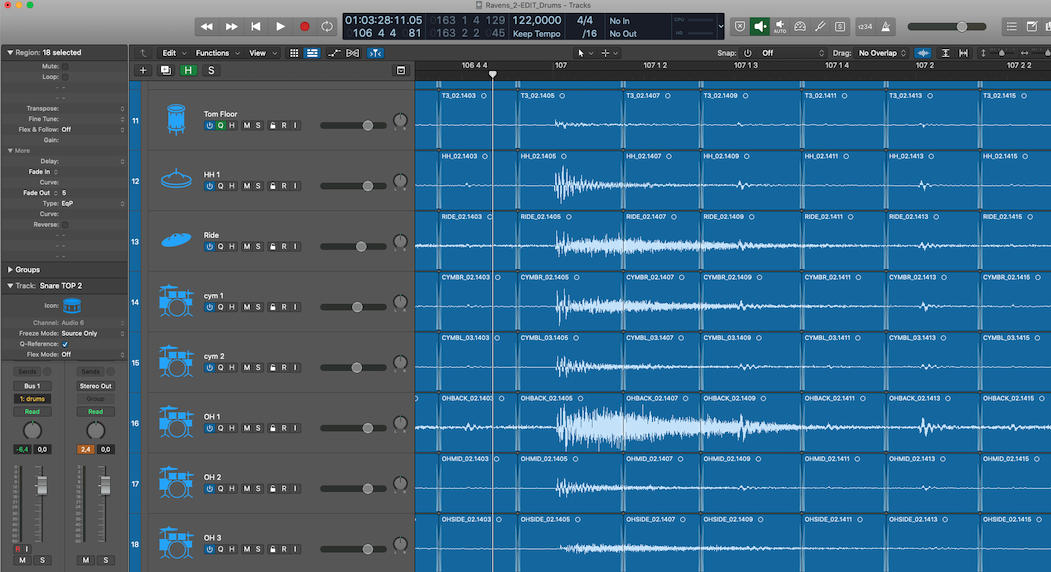 Ravens_2-EDIT_Drums - Tracks
01:03:28:11.05 0163 1 4 129 122,0000 4/4 No In CPU
106 4 4 81 0163 2 2 45 Keep Tempo /16 No Out HD
AUTO S 1234
Region: 18 selected
Edit Functions View Snap: Off Drag: No Overlap
Mute:
Loop:
H S
106 4 4 107 107 1 2 107 1 3 107 1 4 107 2 107 2 2
Transpose:
Fine Tune:
Flex & Follow: Off
Gain:
More
Delay:
Fade In
Curve:
Fade Out 5
Type: EqP
Curve:
Reverse:
Groups
Track: Snare TOP 2
Icon:
Channel: Audio 6
Freeze Mode: Source Only
Q-Reference:
Flex Mode: Off
Sends Sends
Bus 1 Stereo Out
1: drums Group
Read Read
-6,4 0,0 2,4 0,0
R I
M S M S
11 Tom Floor
Q H M S R I
T3_02.1403 T3_02.1405 T3_02.1407 T3_02.1409 T3_02.1411 T3_02.1413 T3_02.1415
12 HH 1
Q H M S R I
HH_02.1403 HH_02.1405 HH_02.1407 HH_02.1409 HH_02.1411 HH_02.1413 HH_02.1415
13 Ride
Q H M S R I
RIDE_02.1403 RIDE_02.1405 RIDE_02.1407 RIDE_02.1409 RIDE_02.1411 RIDE_02.1413 RIDE_02.1415
14 cym 1
Q H M S R I
CYMBR_02.1403 CYMBR_02.1405 CYMBR_02.1407 CYMBR_02.1409 CYMBR_02.1411 CYMBR_02.1413 CYMBR_02.1415
15 cym 2
Q H M S R I
CYMBL_03.1403 CYMBL_03.1405 CYMBL_03.1407 CYMBL_03.1409 CYMBL_03.1411 CYMBL_03.1413 CYMBL_03.1415
16 OH 1
Q H M S R I
OHBACK_02.1403 OHBACK_02.1405 OHBACK_02.1407 OHBACK_02.1409 OHBACK_02.1411 OHBACK_02.1413 OHBACK_02.1415
17 OH 2
Q H M S R I
OHMID_02.1403 OHMID_02.1405 OHMID_02.1407 OHMID_02.1409 OHMID_02.1411 OHMID_02.1413 OHMID_02.1415
18 OH 3
Q H M S R I
OHSIDE_02.1403 OHSIDE_02.1405 OHSIDE_02.1407 OHSIDE_02.1409 OHSIDE_02.1411 OHSIDE_02.1413 OHSIDE_02.1415